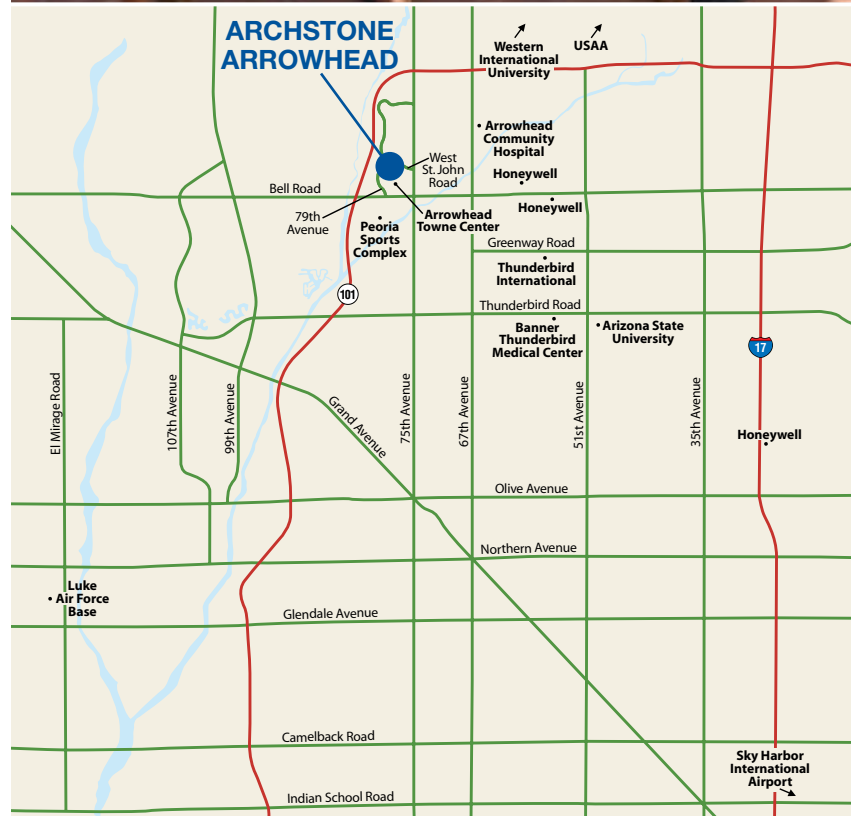 ARCHSTONE
ARROWHEAD
Western
International
University
USAA
Arrowhead
Community
Hospital
West
St. John
Road
Honeywell
Bell Road
Honeywell
79th
Avenue
Arrowhead
Towne Center
Peoria
Sports
Complex
Greenway Road
Thunderbird
International
101
Thunderbird Road
Banner
Thunderbird
Medical Center
Arizona State
University
17
El Mirage Road
107th Avenue
99th Avenue
Grand Avenue
75th Avenue
67th Avenue
51st Avenue
35th Avenue
Honeywell
Olive Avenue
Northern Avenue
Luke
Air Force
Base
Glendale Avenue
Camelback Road
Sky Harbor
International
Airport
Indian School Road